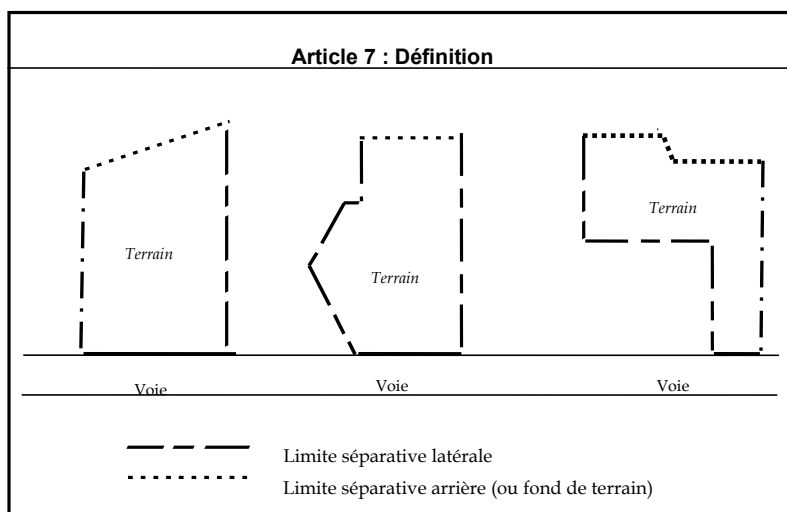 Article 7 : Définition
Terrain
Terrain
Terrain
Voie
Voie
Voie
Limite séparative latérale
Limite séparative arrière (ou fond de terrain)